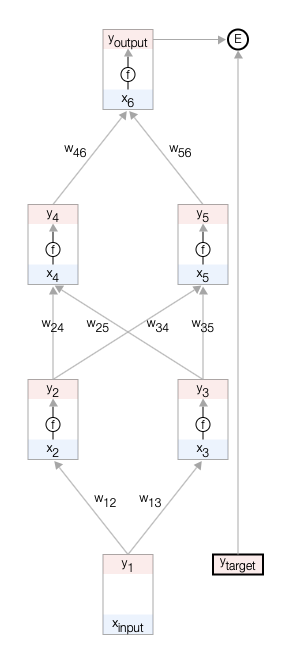 youtput E
f
x6
w46 w56
y4 y5
f f
x4 x5
w24 w25 w34 w35
y2 y3
f f
x2 x3
w12 w13
y1 ytarget
xinput